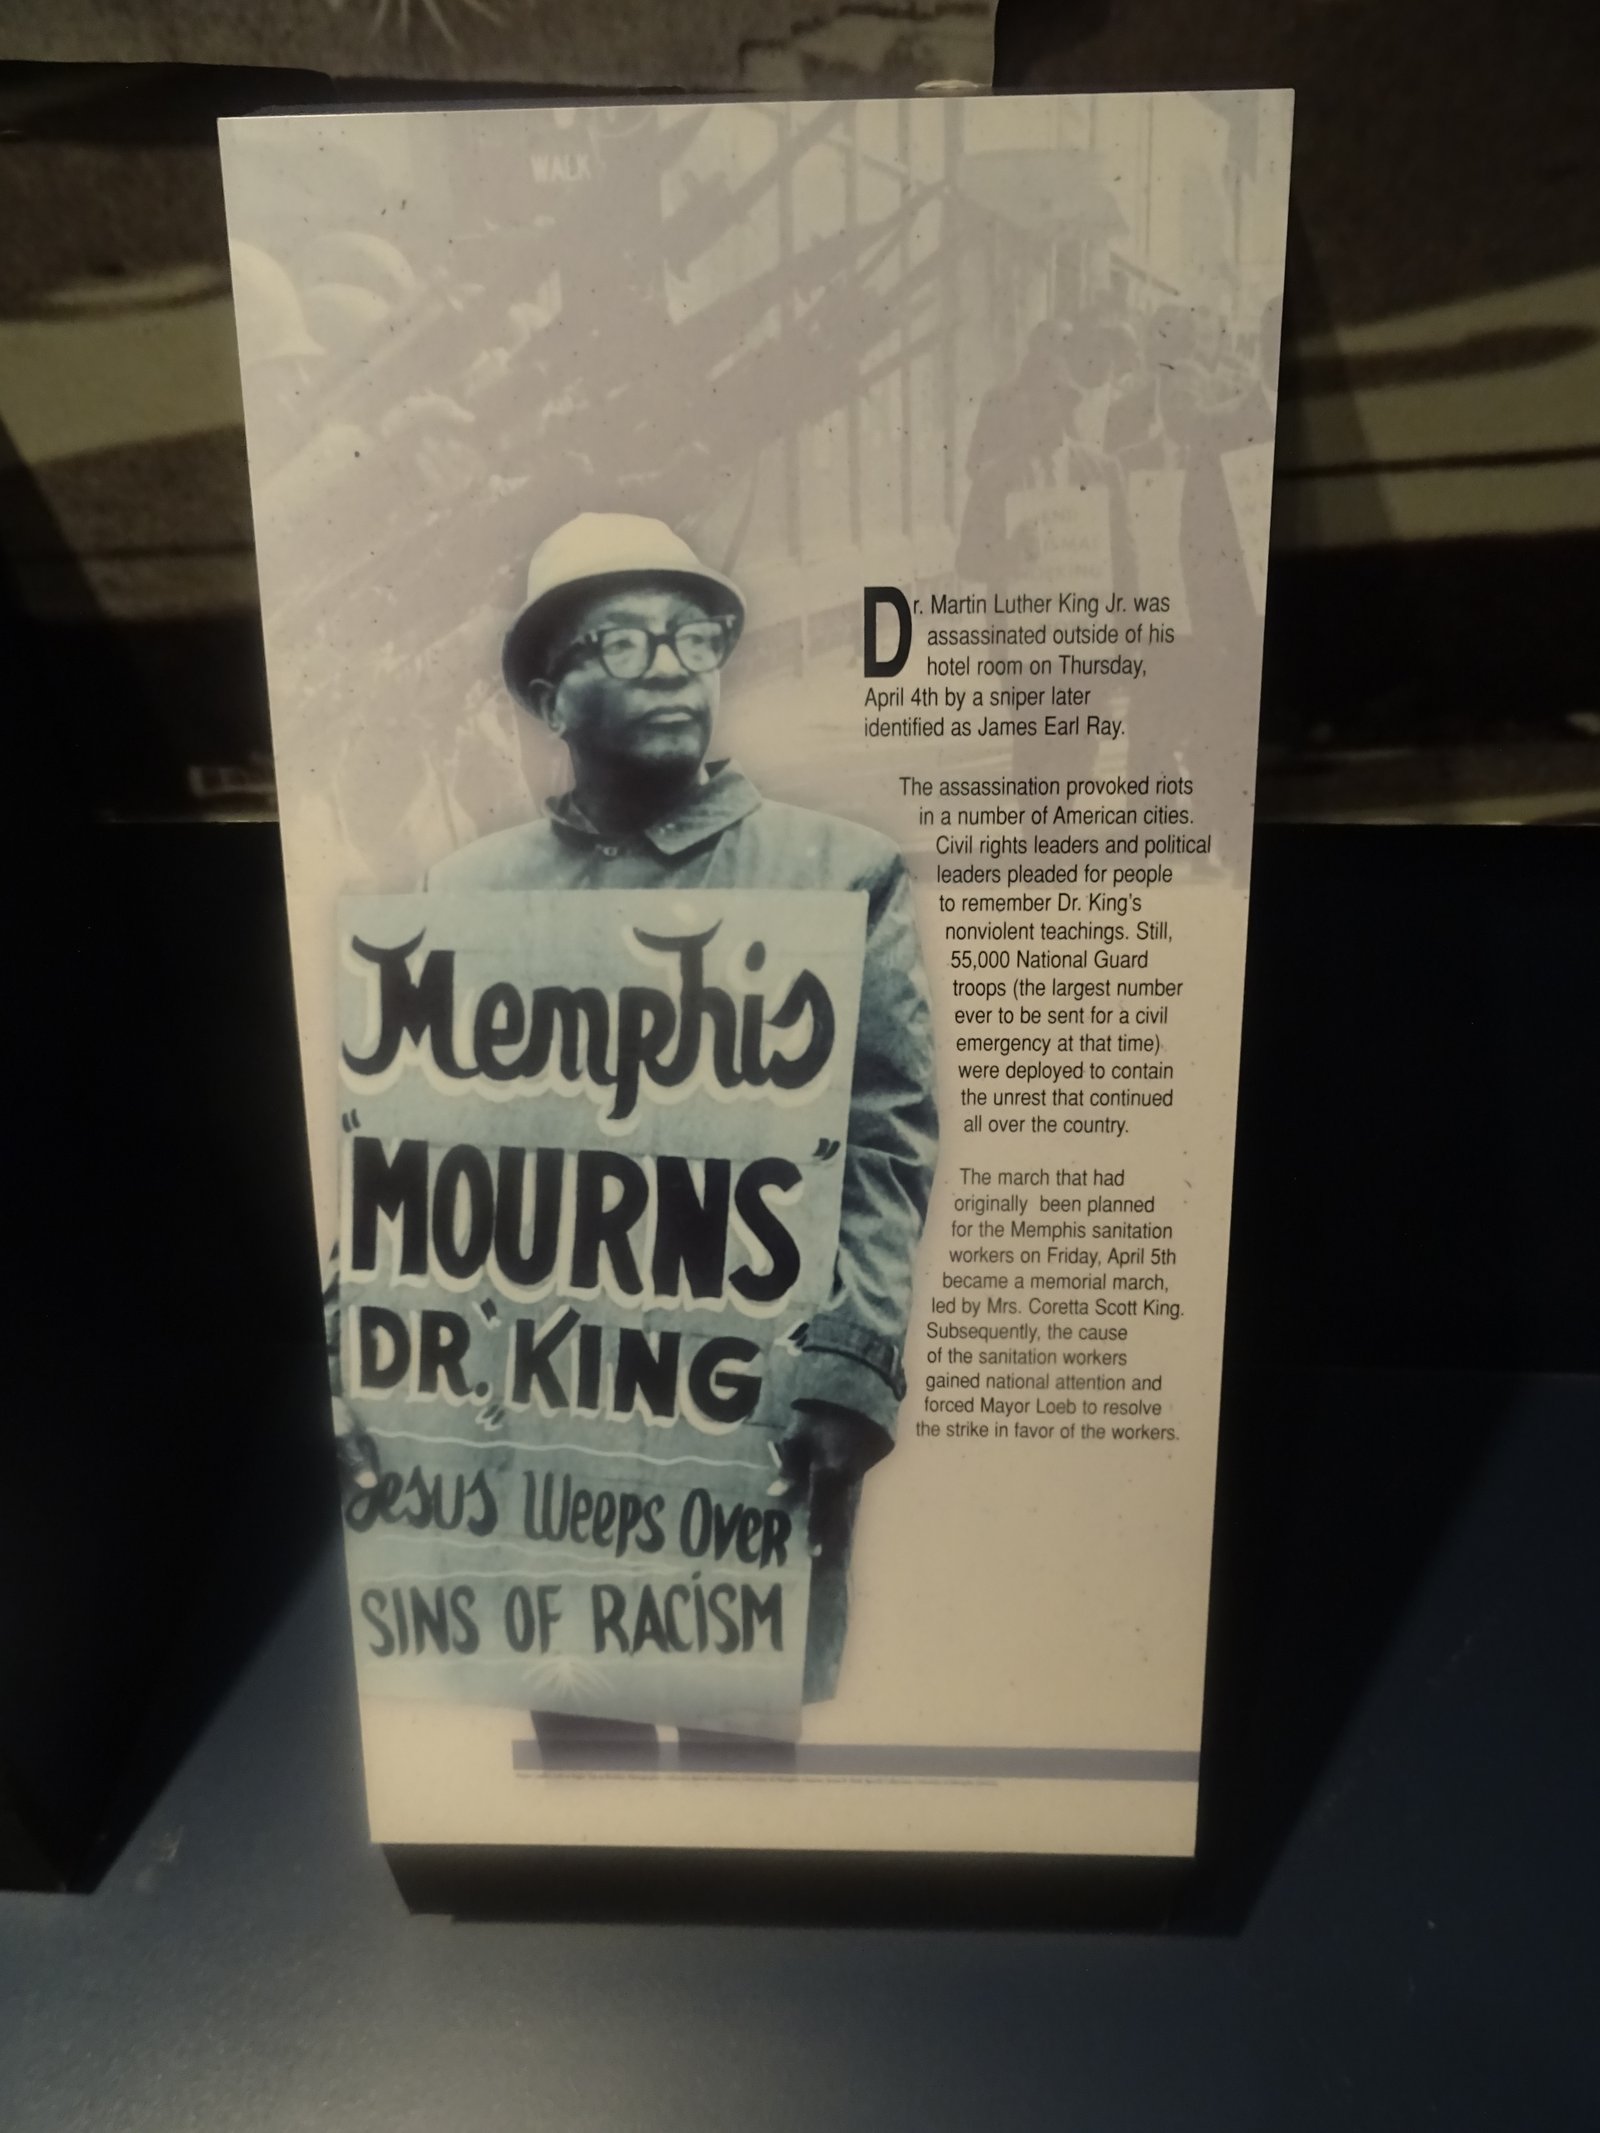 WALK
Memphis
"MOURNS"
DR. "KING"
Jesus Weeps Over
SINS OF RACISM
Dr. Martin Luther King Jr. was
assassinated outside of his
hotel room on Thursday,
April 4th by a sniper later
identified as James Earl Ray.
The assassination provoked riots
in a number of American cities.
Civil rights leaders and political
leaders pleaded for people
to remember Dr. King's
nonviolent teachings. Still,
55,000 National Guard
troops (the largest number
ever to be sent for a civil
emergency at that time)
were deployed to contain
the unrest that continued
all over the country.
The march that had
originally been planned
for the Memphis sanitation
workers on Friday, April 5th
became a memorial march,
led by Mrs. Coretta Scott King.
Subsequently, the cause
of the sanitation workers
gained national attention and
forced Mayor Loeb to resolve
the strike in favor of the workers.